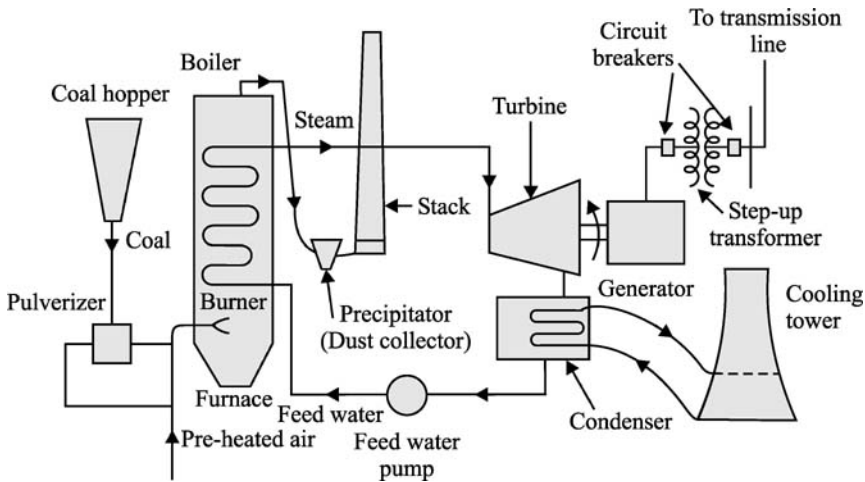 Circuit
breakers
To transmission
line
Boiler
Coal hopper
Turbine
Steam
Stack
Step-up
transformer
Coal
Pulverizer
Burner
Precipitator
(Dust collector)
Generator
Cooling
tower
Furnace
Feed water
Condenser
Pre-heated air
Feed water
pump